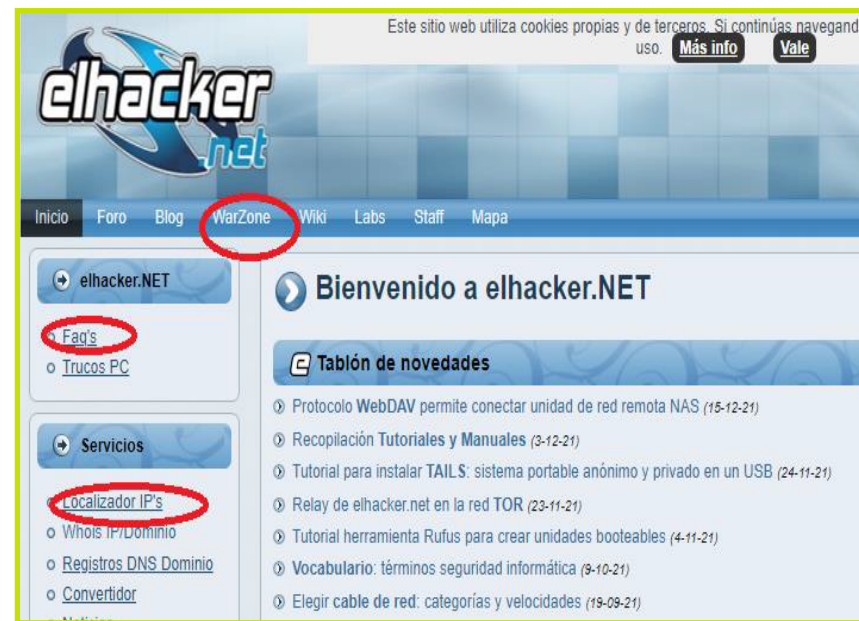 Este sitio web utiliza cookies propias y de terceros. Si continúas navegand
uso. Más info Vale
elhacker
.net
Inicio Foro Blog WarZone Wiki Labs Staff Mapa
elhacker.NET
Faq's
Trucos PC
Servicios
Localizador IP's
Whois IP/Dominio
Registros DNS Dominio
Convertidor
Bienvenido a elhacker.NET
Tablón de novedades
Protocolo WebDAV permite conectar unidad de red remota NAS (15-12-21)
Recopilación Tutoriales y Manuales (3-12-21)
Tutorial para instalar TAILS: sistema portable anónimo y privado en un USB (24-11-21)
Relay de elhacker.net en la red TOR (23-11-21)
Tutorial herramienta Rufus para crear unidades booteables (4-11-21)
Vocabulario: términos seguridad informática (9-10-21)
Elegir cable de red: categorías y velocidades (19-09-21)